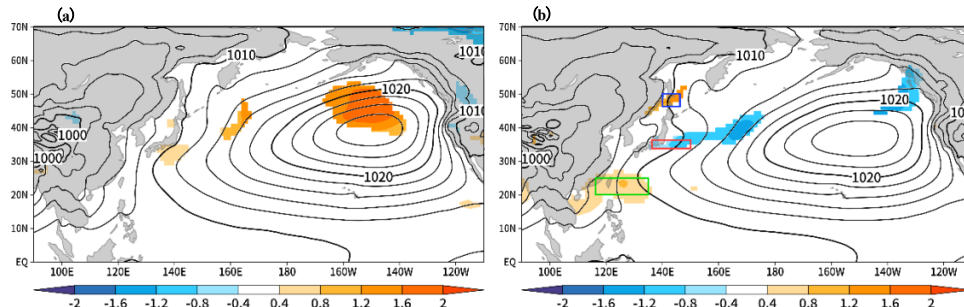 (a) (b)
70N 70N
60N 60N
50N 50N
40N 40N
30N 30N
20N 20N
10N 10N
EQ EQ
1010 1020 1010 1010 1000 1000 1020
1010 1020 1010 1000 1000 1020
100E 120E 140E 160E 180 160W 140W 120W
100E 120E 140E 160E 180 160W 140W 120W
-2 -1.6 -1.2 -0.8 -0.4 0.4 0.8 1.2 1.6 2
-2 -1.6 -1.2 -0.8 -0.4 0.4 0.8 1.2 1.6 2